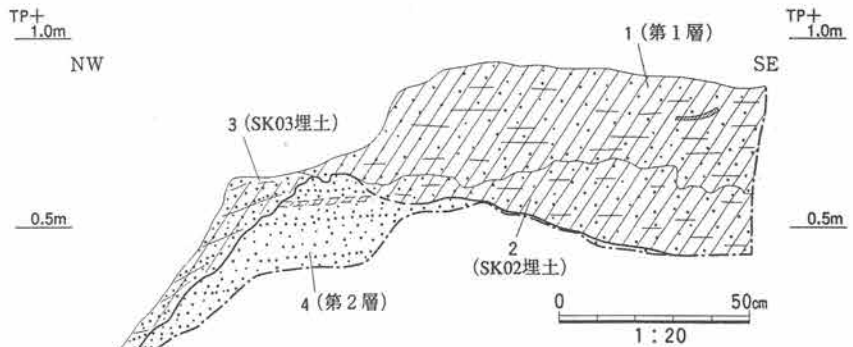 TP+
1.0m
NW
1 (第1層)
TP+
1.0m
SE
3 (SK03埋土)
0.5m
0.5m
2
(SK02埋土)
4 (第2層)
0
50cm
1:20